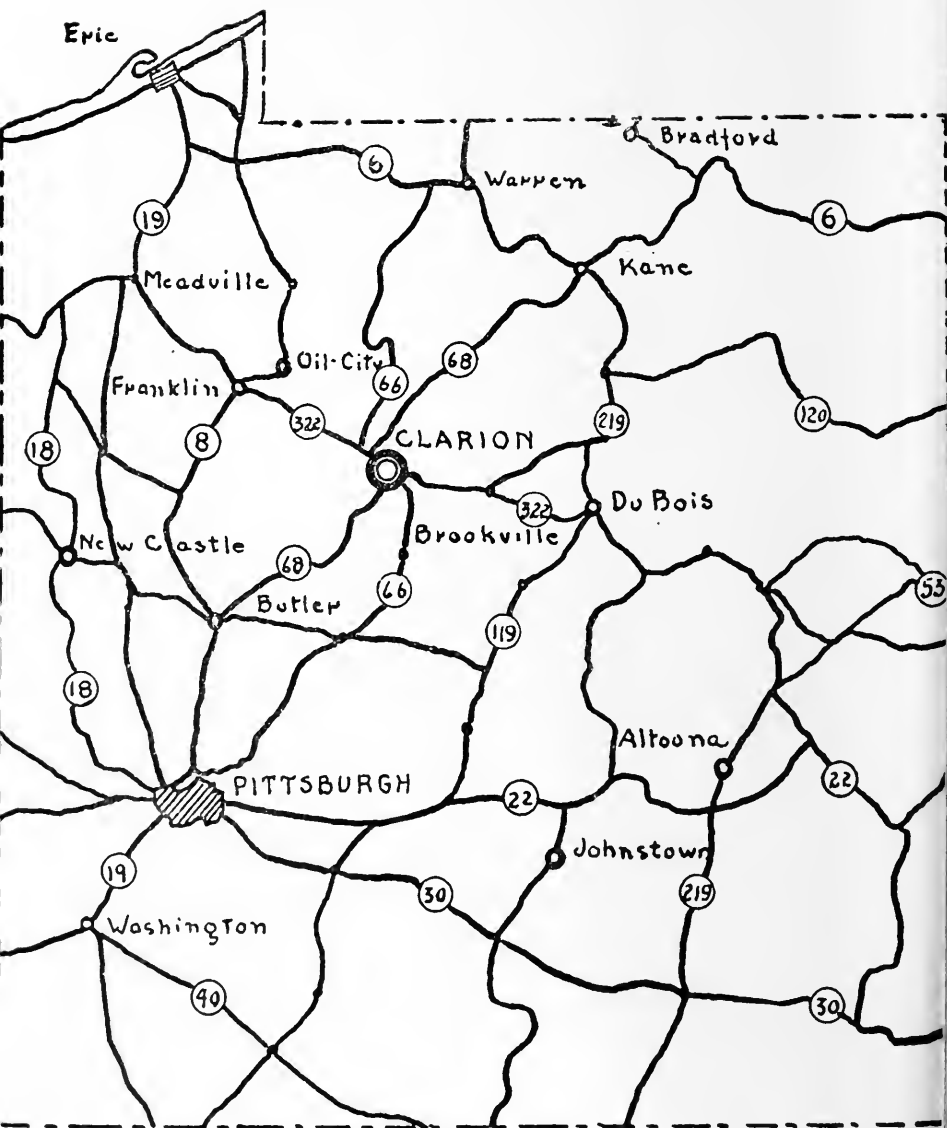 Erie
Bradford
6
Warren
19
6
Kane
Meadville
Oil-City
68
Franklin
66
322
219
120
8
CLARION
18
322
Du Bois
New Castle
Brookville
68
66
53
Butler
119
18
Altoona
PITTSBURGH
22
22
Johnstown
19
30
219
Washington
40
30